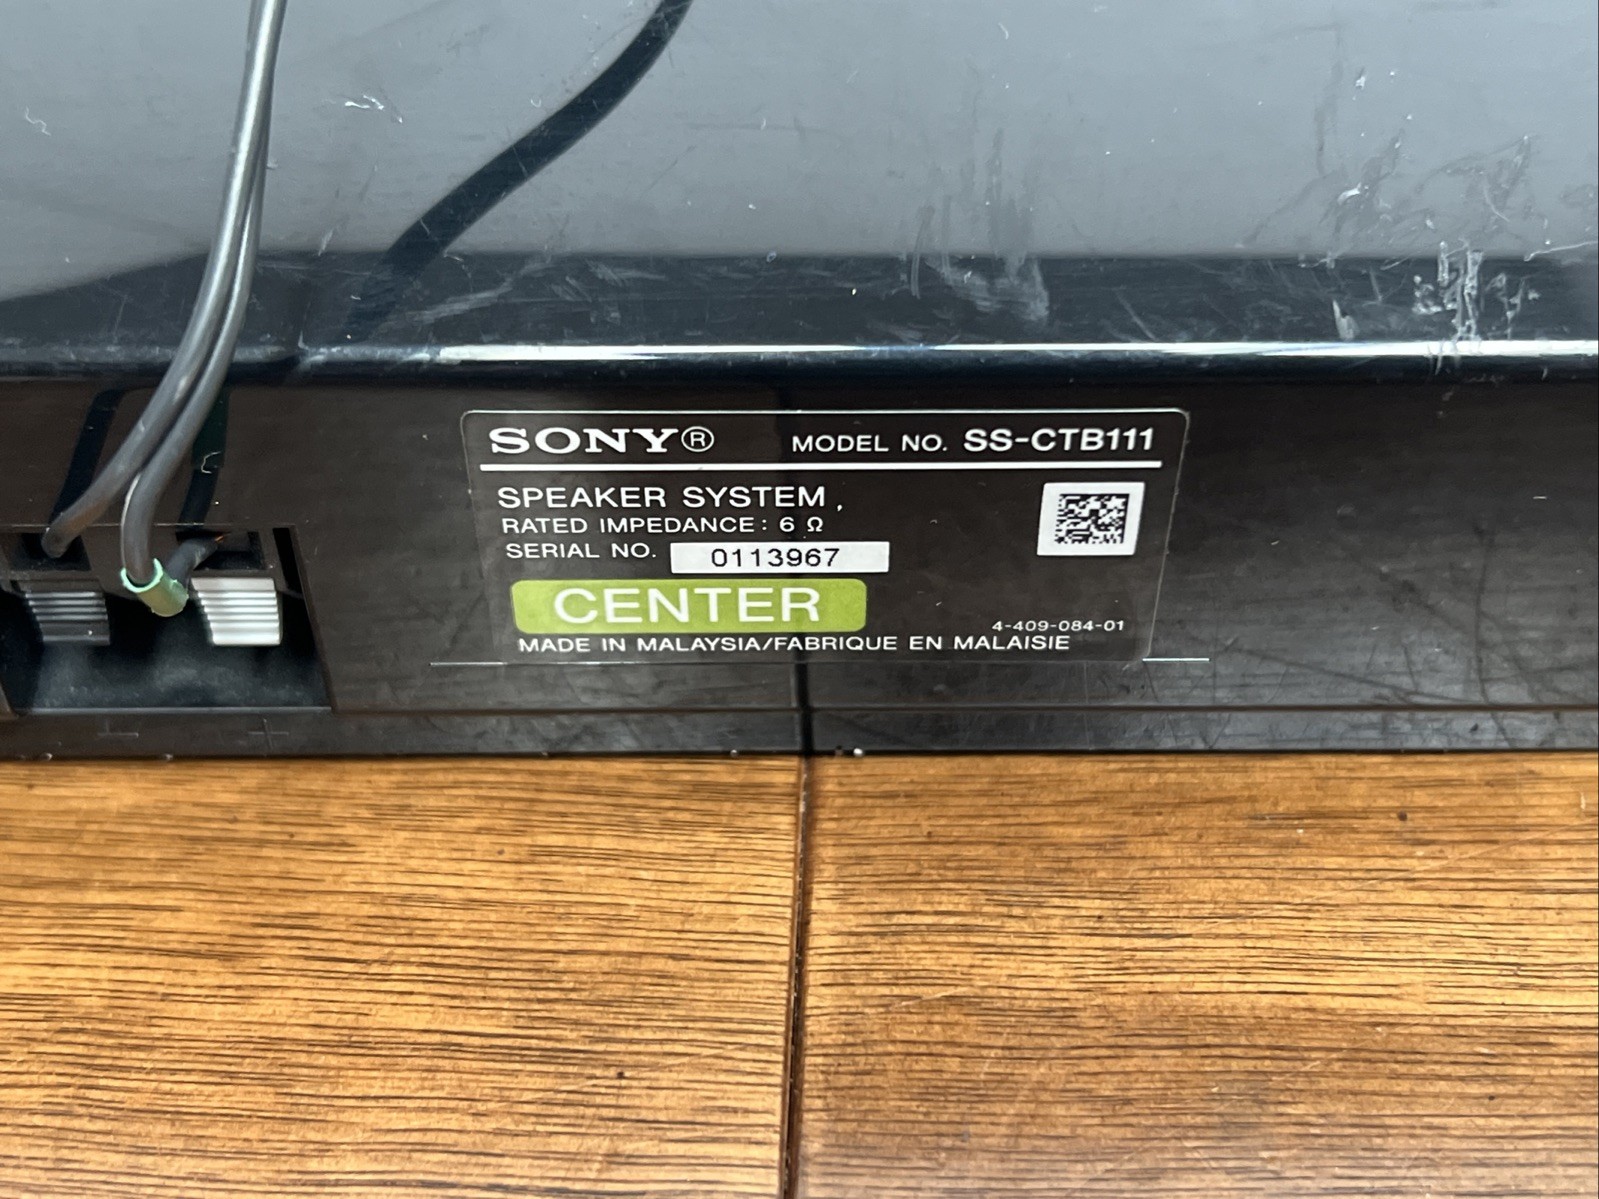 SONY® MODEL NO. SS-CTB111
SPEAKER SYSTEM,
RATED IMPEDANCE: 6 Ω
SERIAL NO. 0113967
CENTER
4-409-084-01
MADE IN MALAYSIA/FABRIQUE EN MALAISIE
− +